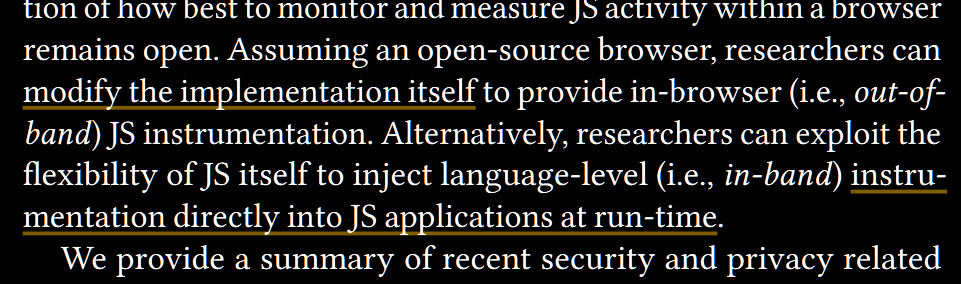 tion of how best to monitor and measure JS activity within a browser
remains open. Assuming an open-source browser, researchers can
modify the implementation itself to provide in-browser (i.e., out-of-
band) JS instrumentation. Alternatively, researchers can exploit the
flexibility of JS itself to inject language-level (i.e., in-band) instru-
mentation directly into JS applications at run-time.
We provide a summary of recent security and privacy related